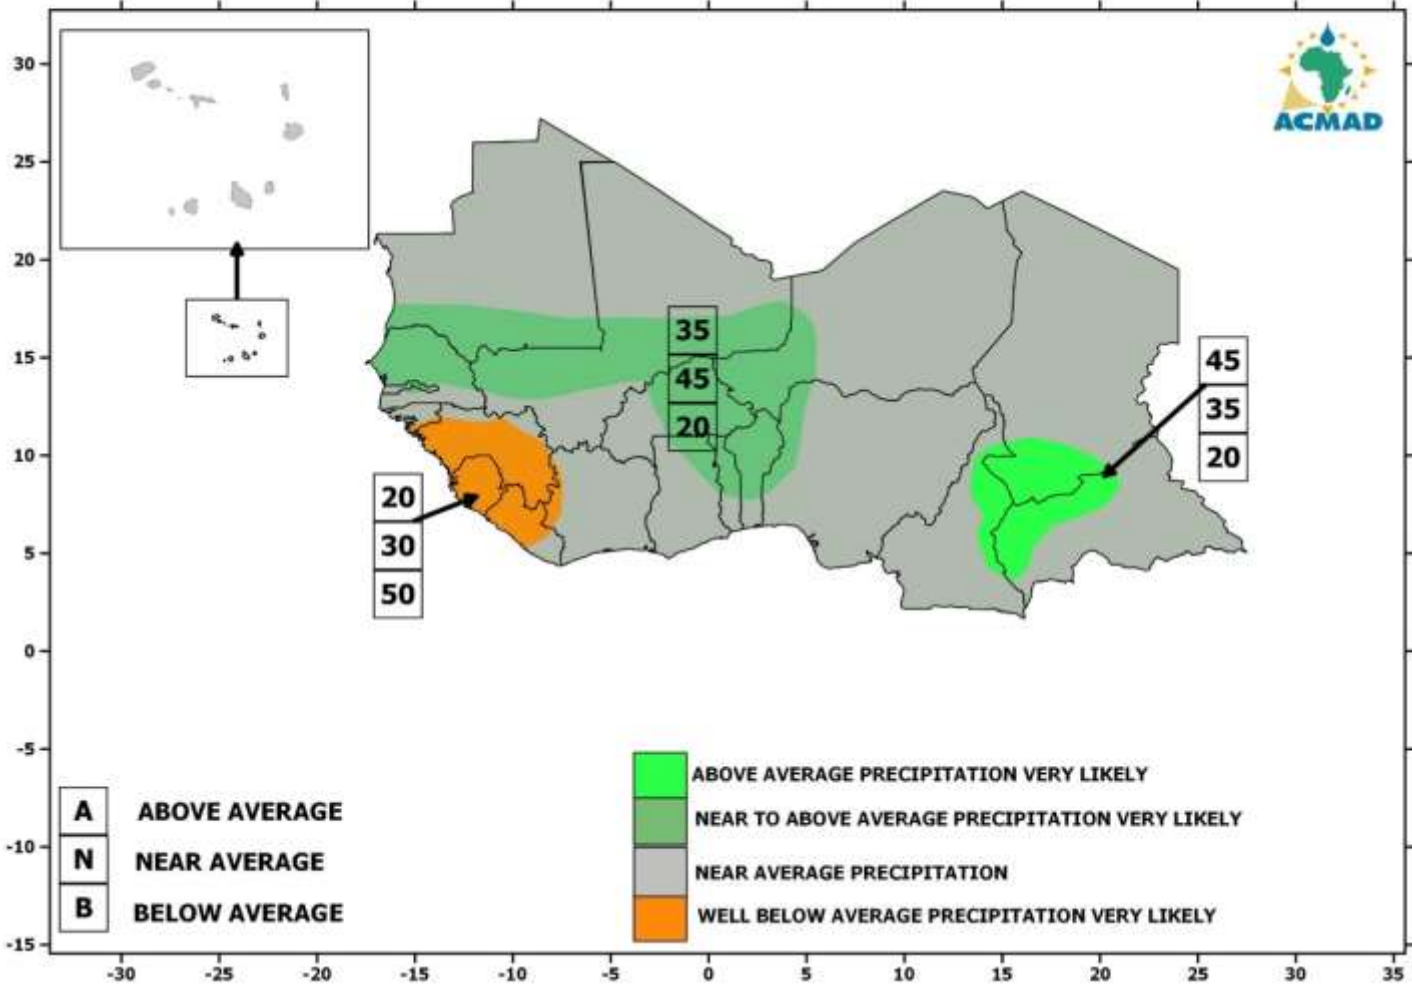 ACMAD
30
25
20
15
10
5
0
-5
-10
-15
35
45
20
45
35
20
20
30
50
A ABOVE AVERAGE
N NEAR AVERAGE
B BELOW AVERAGE
ABOVE AVERAGE PRECIPITATION VERY LIKELY
NEAR TO ABOVE AVERAGE PRECIPITATION VERY LIKELY
NEAR AVERAGE PRECIPITATION
WELL BELOW AVERAGE PRECIPITATION VERY LIKELY
-30 -25 -20 -15 -10 -5 0 5 10 15 20 25 30 35